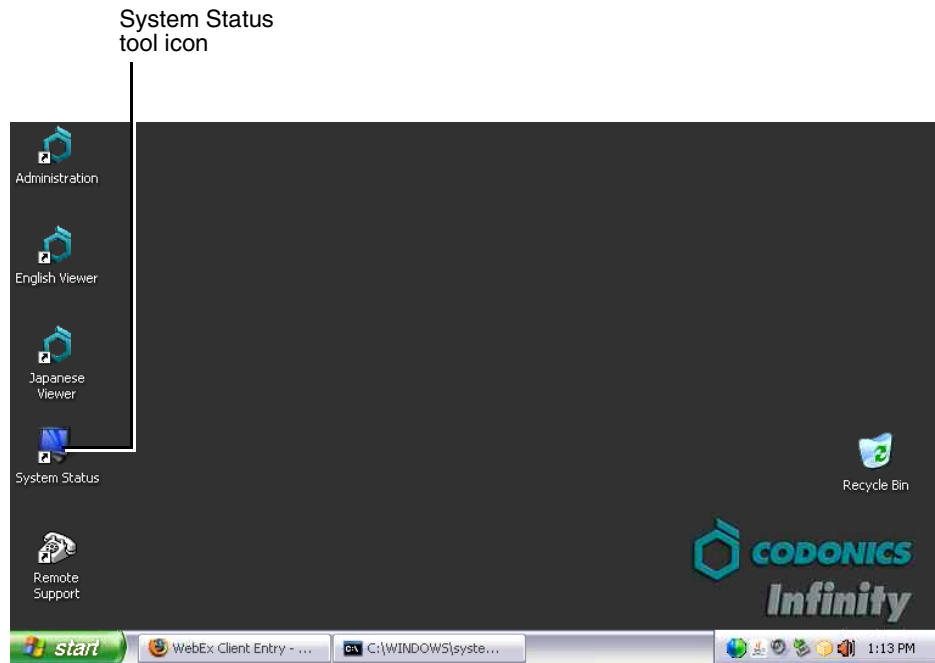 System Status
tool icon
Administration
English Viewer
Japanese
Viewer
System Status
Recycle Bin
Remote
Support
CODONICS
Infinity
start
WebEx Client Entry - ...
C:\WINDOWS\syste...
1:13 PM